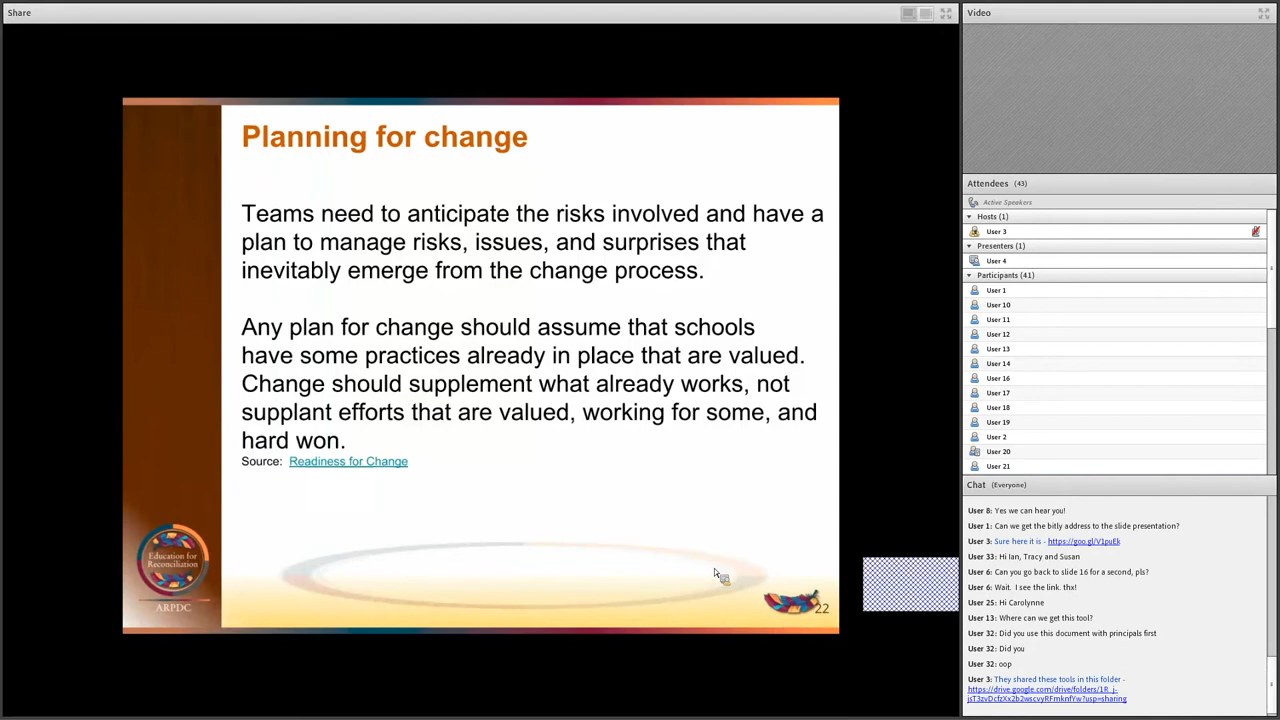 Share
Planning for change
Teams need to anticipate the risks involved and have a
plan to manage risks, issues, and surprises that
inevitably emerge from the change process.
Any plan for change should assume that schools
have some practices already in place that are valued.
Change should supplement what already works, not
supplant efforts that are valued, working for some, and
hard won.
Source: Readiness for Change
Education for
Reconciliation
ARPDC
22
Video
Attendees (43)
Active Speakers
Hosts (1)
User 3
Presenters (1)
User 4
Participants (41)
User 1
User 10
User 11
User 12
User 13
User 14
User 16
User 17
User 18
User 19
User 2
User 20
User 21
Chat (Everyone)
User 8: Yes we can hear you!
User 1: Can we get the bitly address to the slide presentation?
User 3: Sure here it is - https://goo.gl/V1puEk
User 33: Hi Ian, Tracy and Susan
User 6: Can you go back to slide 16 for a second, pls?
User 6: Wait. I see the link. thx!
User 25: Hi Carolynne
User 13: Where can we get this tool?
User 32: Did you use this document with principals first
User 32: Did you
User 32: oop
User 3: They shared these tools in this folder -
https://drive.google.com/drive/folders/1R_j-
jsT3zvDcfzXx2b2wscvyRFmknfYw?usp=sharing